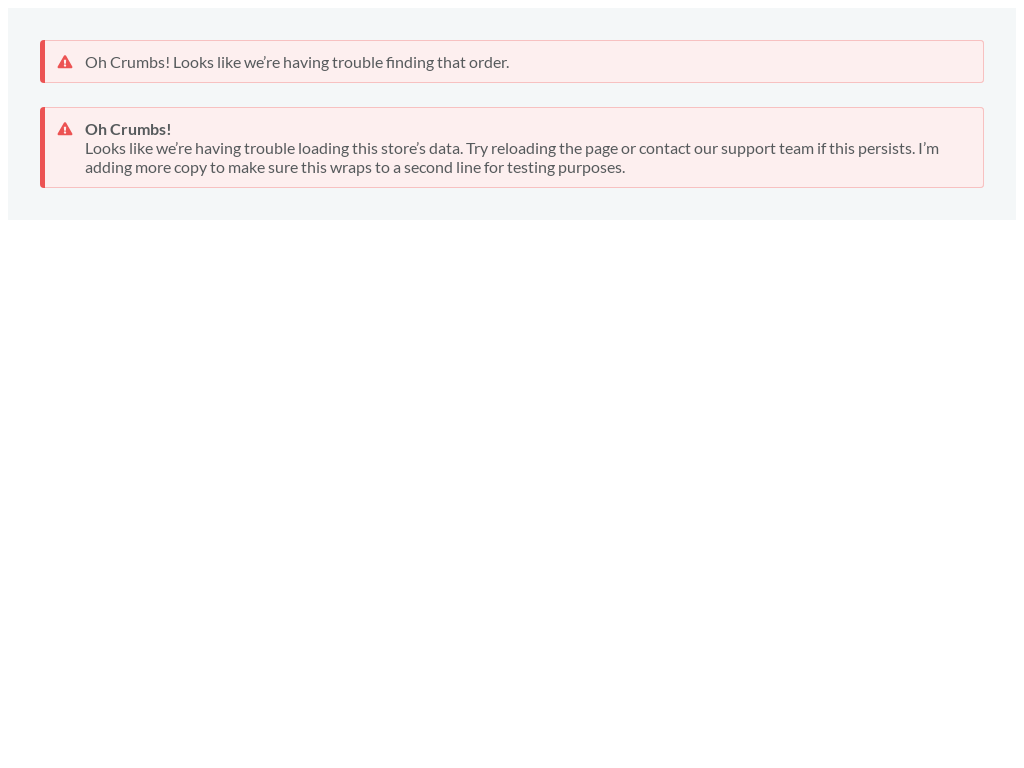 Oh Crumbs! Looks like we’re having trouble finding that order.
Oh Crumbs!
Looks like we’re having trouble loading this store’s data. Try reloading the page or contact our support team if this persists. I’m
adding more copy to make sure this wraps to a second line for testing purposes.